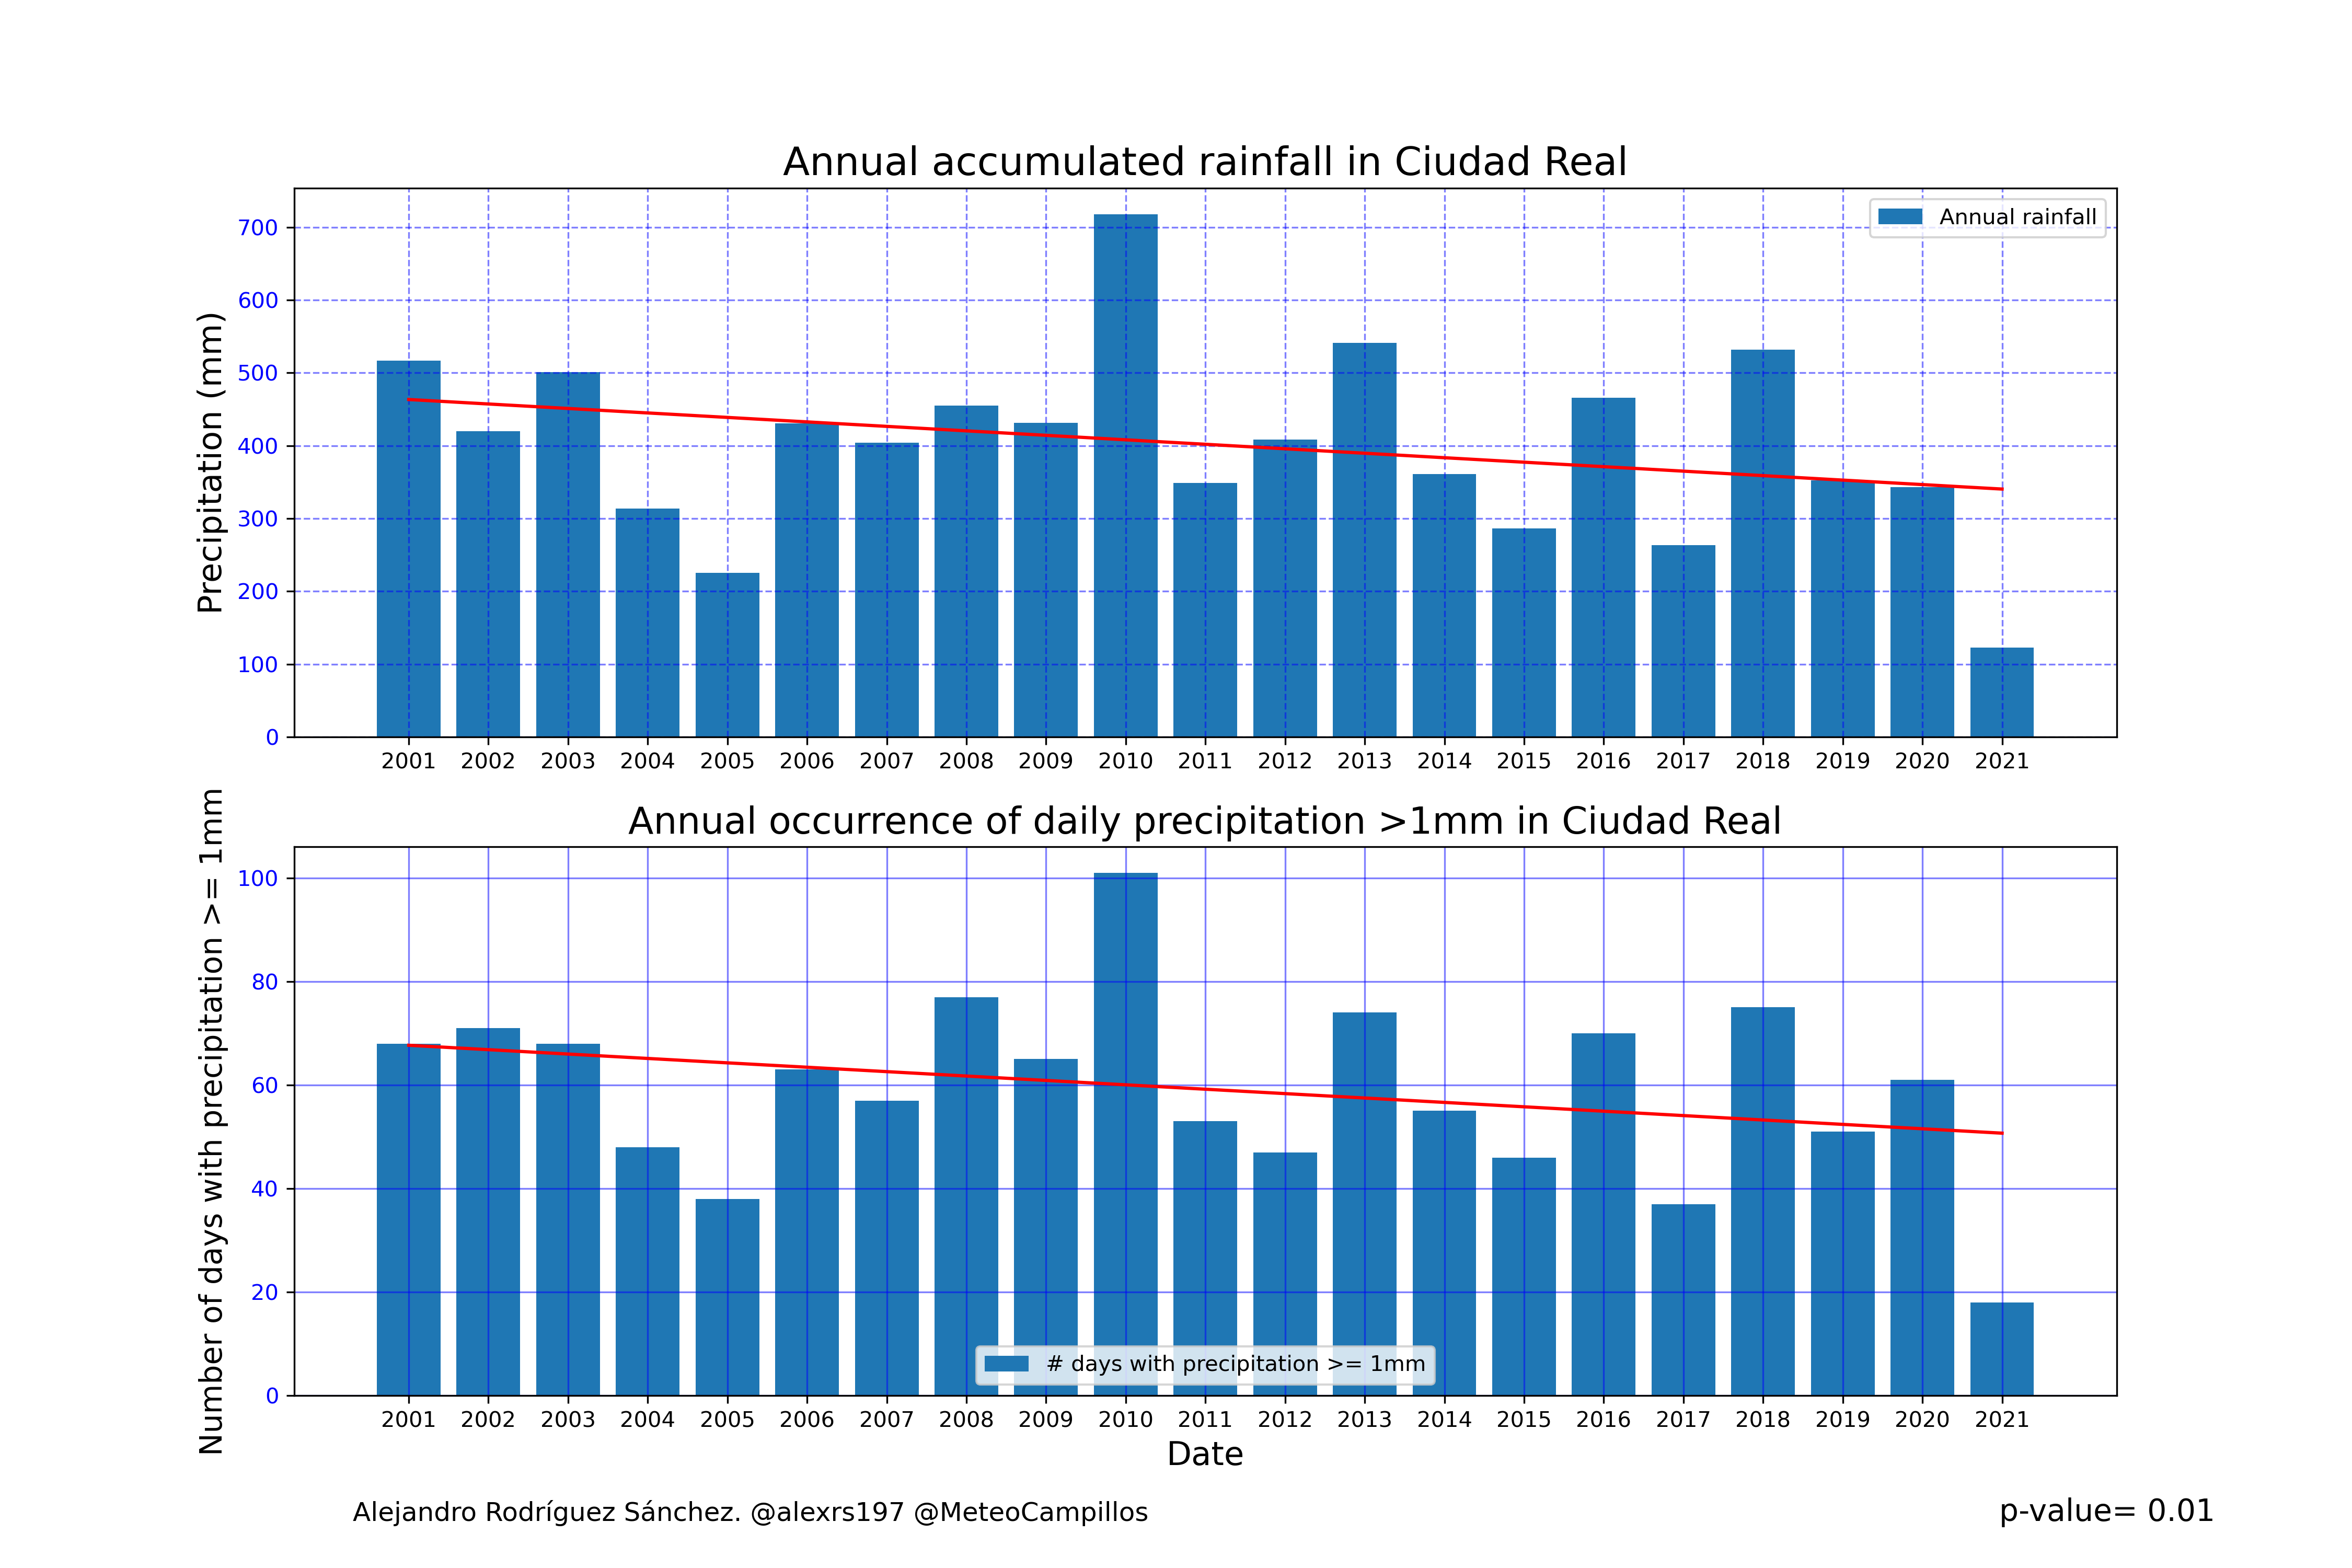 Annual accumulated rainfall in Ciudad Real
Precipitation (mm)
700
600
500
400
300
200
100
0
Annual rainfall
2001 2002 2003 2004 2005 2006 2007 2008 2009 2010 2011 2012 2013 2014 2015 2016 2017 2018 2019 2020 2021
Annual occurrence of daily precipitation >1mm in Ciudad Real
Number of days with precipitation >= 1mm
100
80
60
40
20
0
# days with precipitation >= 1mm
2001 2002 2003 2004 2005 2006 2007 2008 2009 2010 2011 2012 2013 2014 2015 2016 2017 2018 2019 2020 2021
Date
Alejandro Rodríguez Sánchez. @alexrs197 @MeteoCampillos
p-value= 0.01